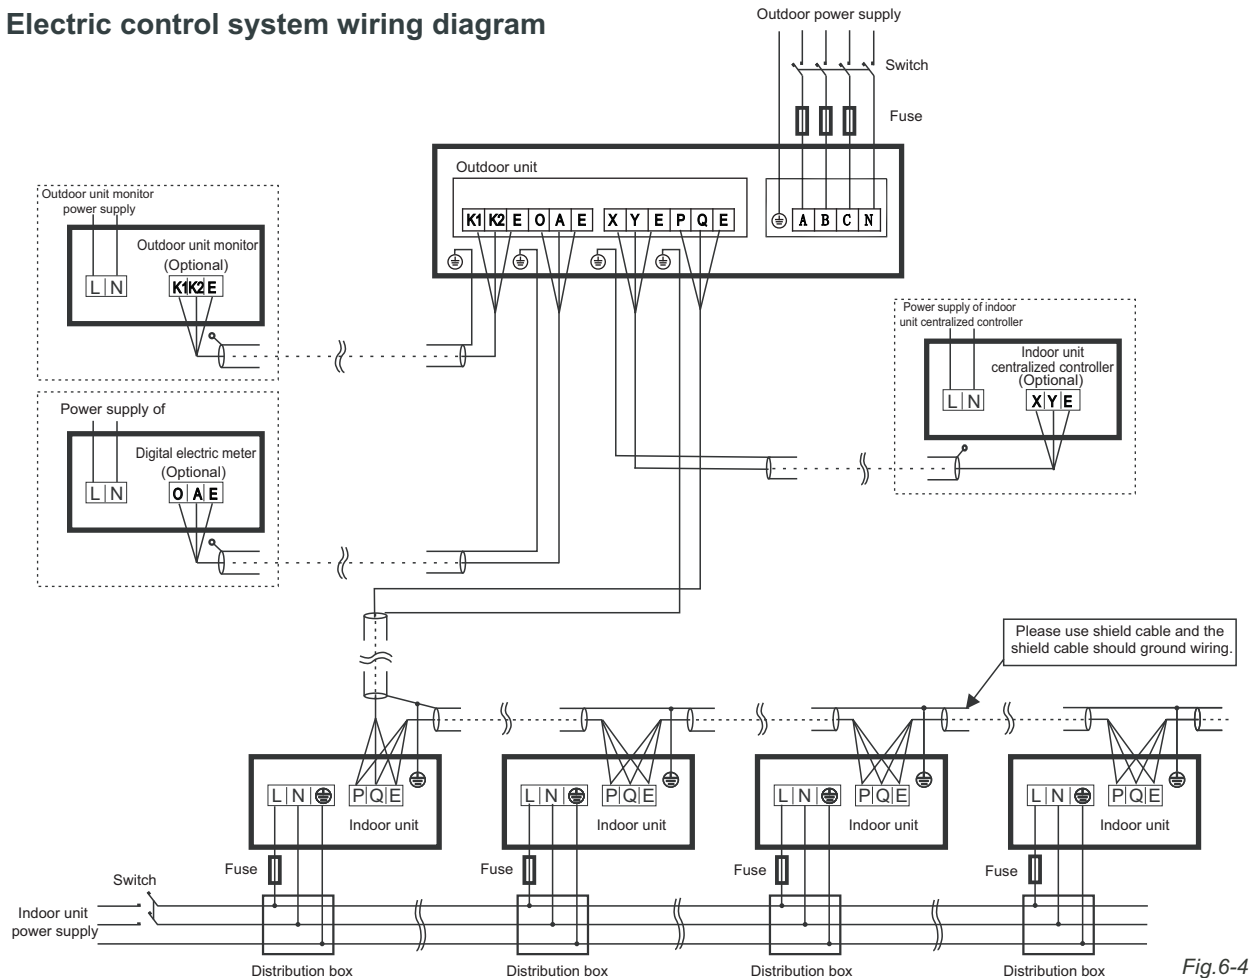 Electric control system wiring diagram
Outdoor power supply
Switch
Fuse
Outdoor unit
K1 K2 E O A E X Y E P Q E
A B C N
Outdoor unit monitor
power supply
Outdoor unit monitor
(Optional)
L N
K1 K2 E
Power supply of indoor
unit centralized controller
Indoor unit
centralized controller
(Optional)
L N
X Y E
Power supply of
Digital electric meter
(Optional)
L N
O A E
Please use shield cable and the
shield cable should ground wiring.
L N
P Q E
Indoor unit
L N
P Q E
Indoor unit
L N
P Q E
Indoor unit
L N
P Q E
Indoor unit
Fuse
Fuse
Fuse
Fuse
Switch
Indoor unit
power supply
Distribution box
Distribution box
Distribution box
Distribution box
Fig.6-4